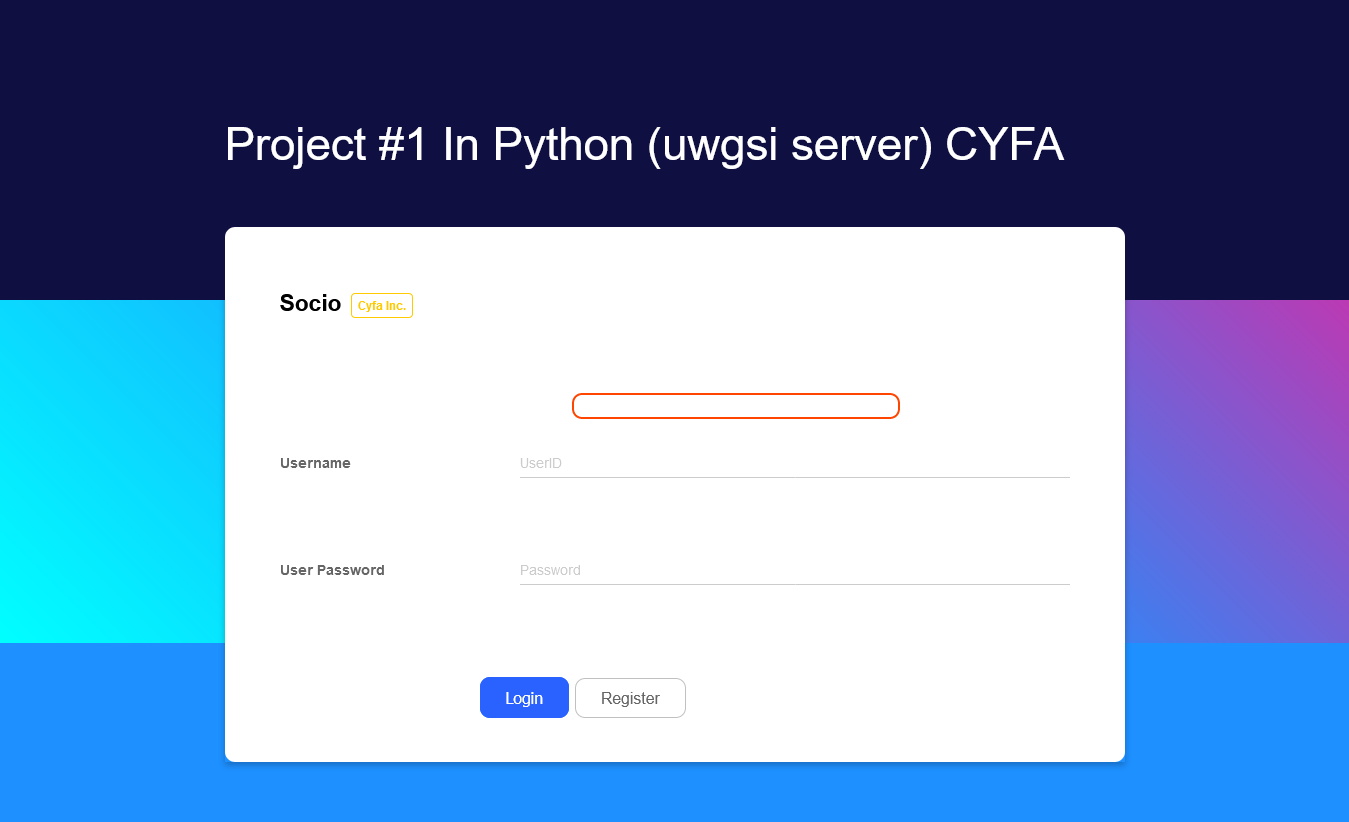 Project #1 In Python (uwgsi server) CYFA
Socio Cyfa Inc.
Username UserID
User Password Password
Login Register